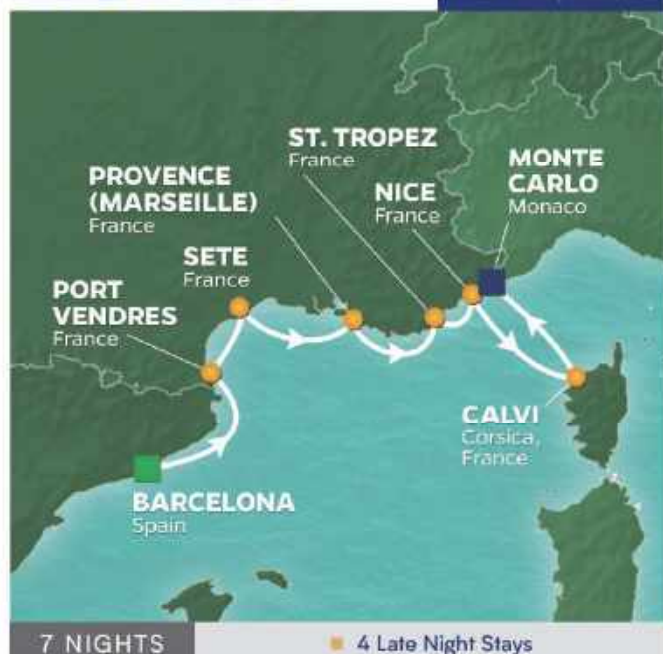 ST. TROPEZ
France
MONTE
CARLO
Monaco
PROVENCE
(MARSEILLE)
France
NICE
France
SETE
France
PORT
VENDRES
France
CALVI
Corsica,
France
BARCELONA
Spain
7 NIGHTS
4 Late Night Stays